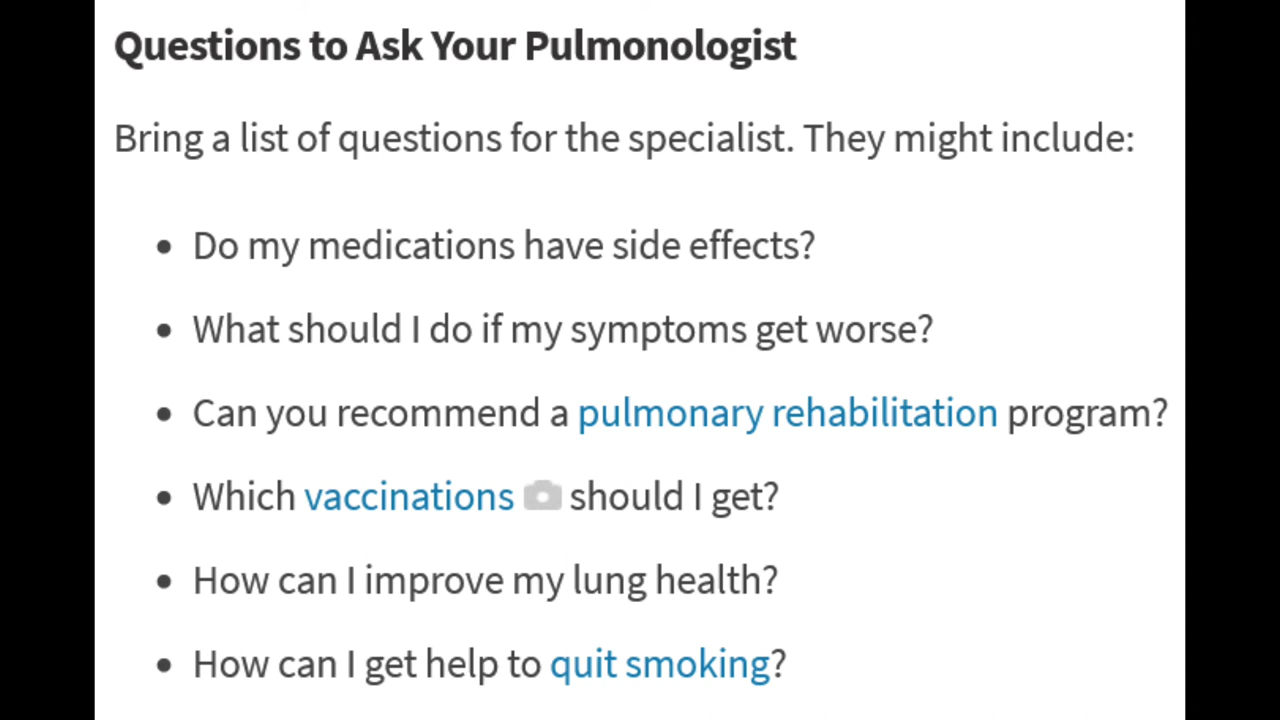 Questions to Ask Your Pulmonologist
Bring a list of questions for the specialist. They might include:
• Do my medications have side effects?
• What should I do if my symptoms get worse?
• Can you recommend a pulmonary rehabilitation program?
• Which vaccinations should I get?
• How can I improve my lung health?
• How can I get help to quit smoking?